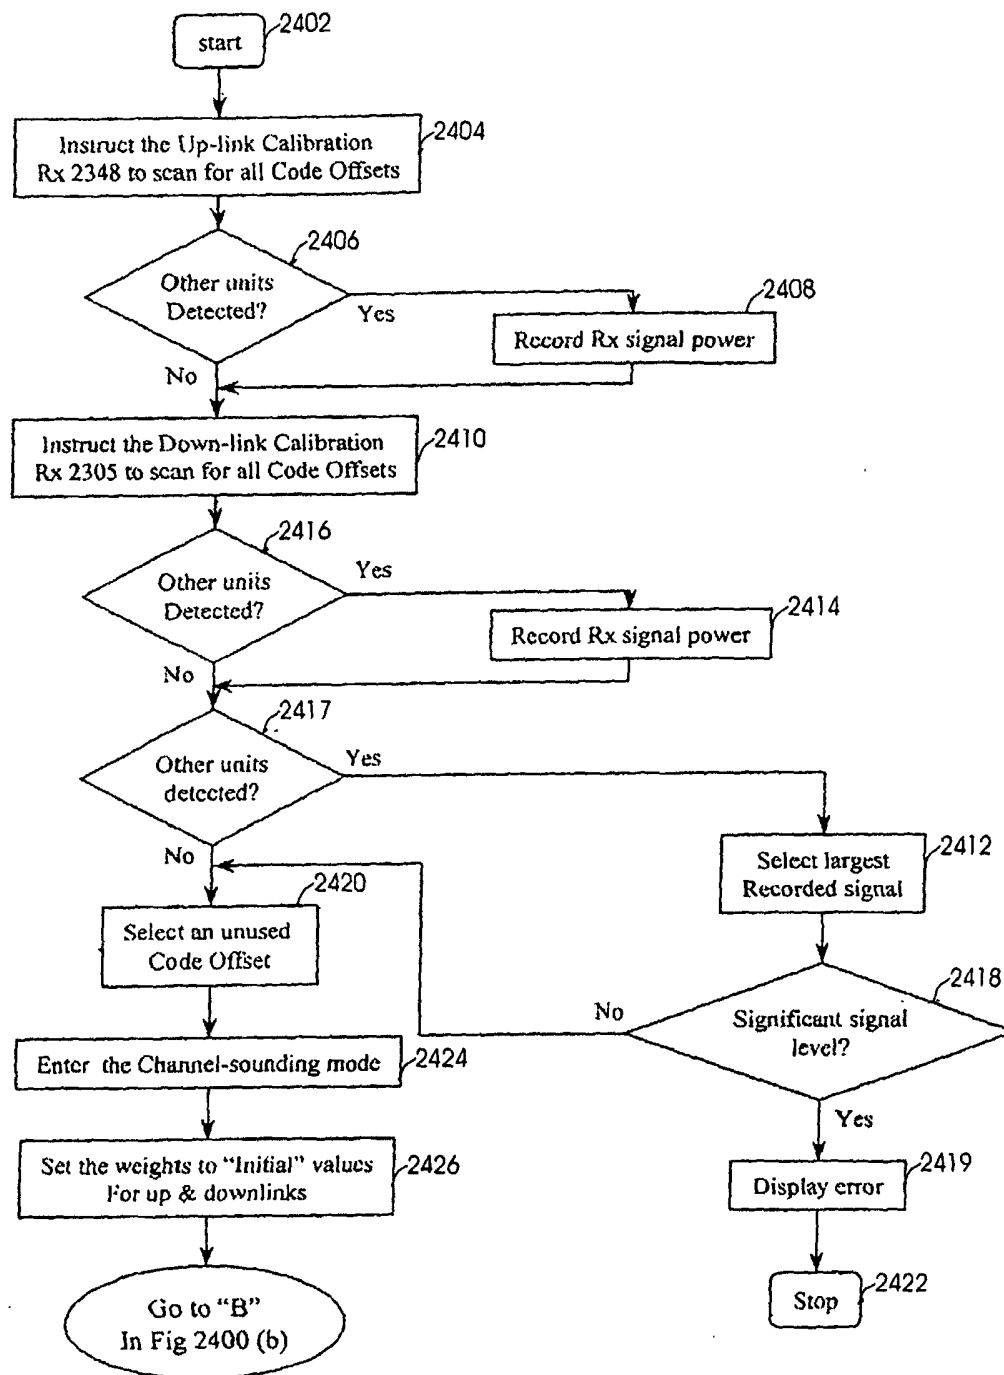 start
2402
Instruct the Up-link Calibration
Rx 2348 to scan for all Code Offsets
2404
Other units
Detected?
2406
Yes
No
Record Rx signal power
2408
Instruct the Down-link Calibration
Rx 2305 to scan for all Code Offsets
2410
Other units
Detected?
2416
Yes
No
Record Rx signal power
2414
Other units
detected?
2417
Yes
No
Select largest
Recorded signal
2412
Select an unused
Code Offset
2420
Significant signal
level?
2418
No
Yes
Enter the Channel-sounding mode
2424
Set the weights to "Initial" values
For up & downlinks
2426
Display error
2419
Go to "B"
In Fig 2400 (b)
Stop
2422